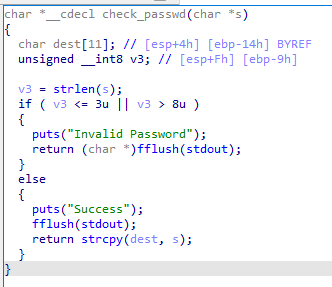 char *__cdecl check_passwd(char *s)
{
  char dest[11]; // [esp+4h] [ebp-14h] BYREF
  unsigned __int8 v3; // [esp+Fh] [ebp-9h]

  v3 = strlen(s);
  if ( v3 <= 3u || v3 > 8u )
  {
    puts("Invalid Password");
    return (char *)fflush(stdout);
  }
  else
  {
    puts("Success");
    fflush(stdout);
    return strcpy(dest, s);
  }
}